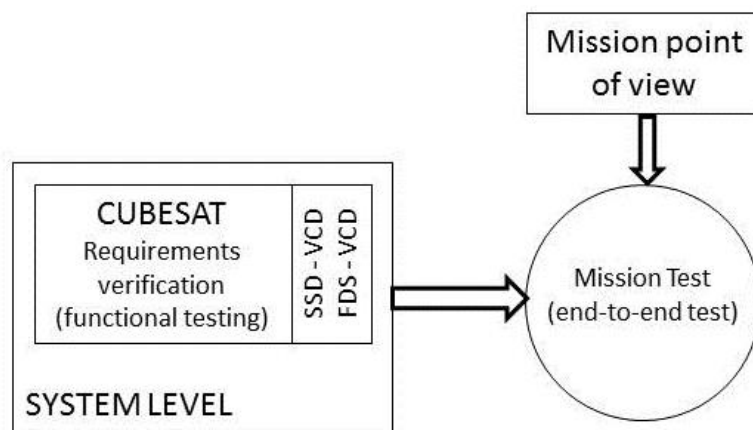 Mission point
of view
CUBESAT
Requirements
verification
(functional testing)
SSD - VCD
FDS - VCD
SYSTEM LEVEL
Mission Test
(end-to-end test)